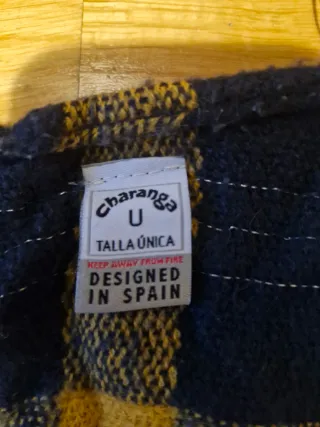 Charanga
U
TALLA ÚNICA
KEEP AWAY FROM FIRE
DESIGNED
IN SPAIN